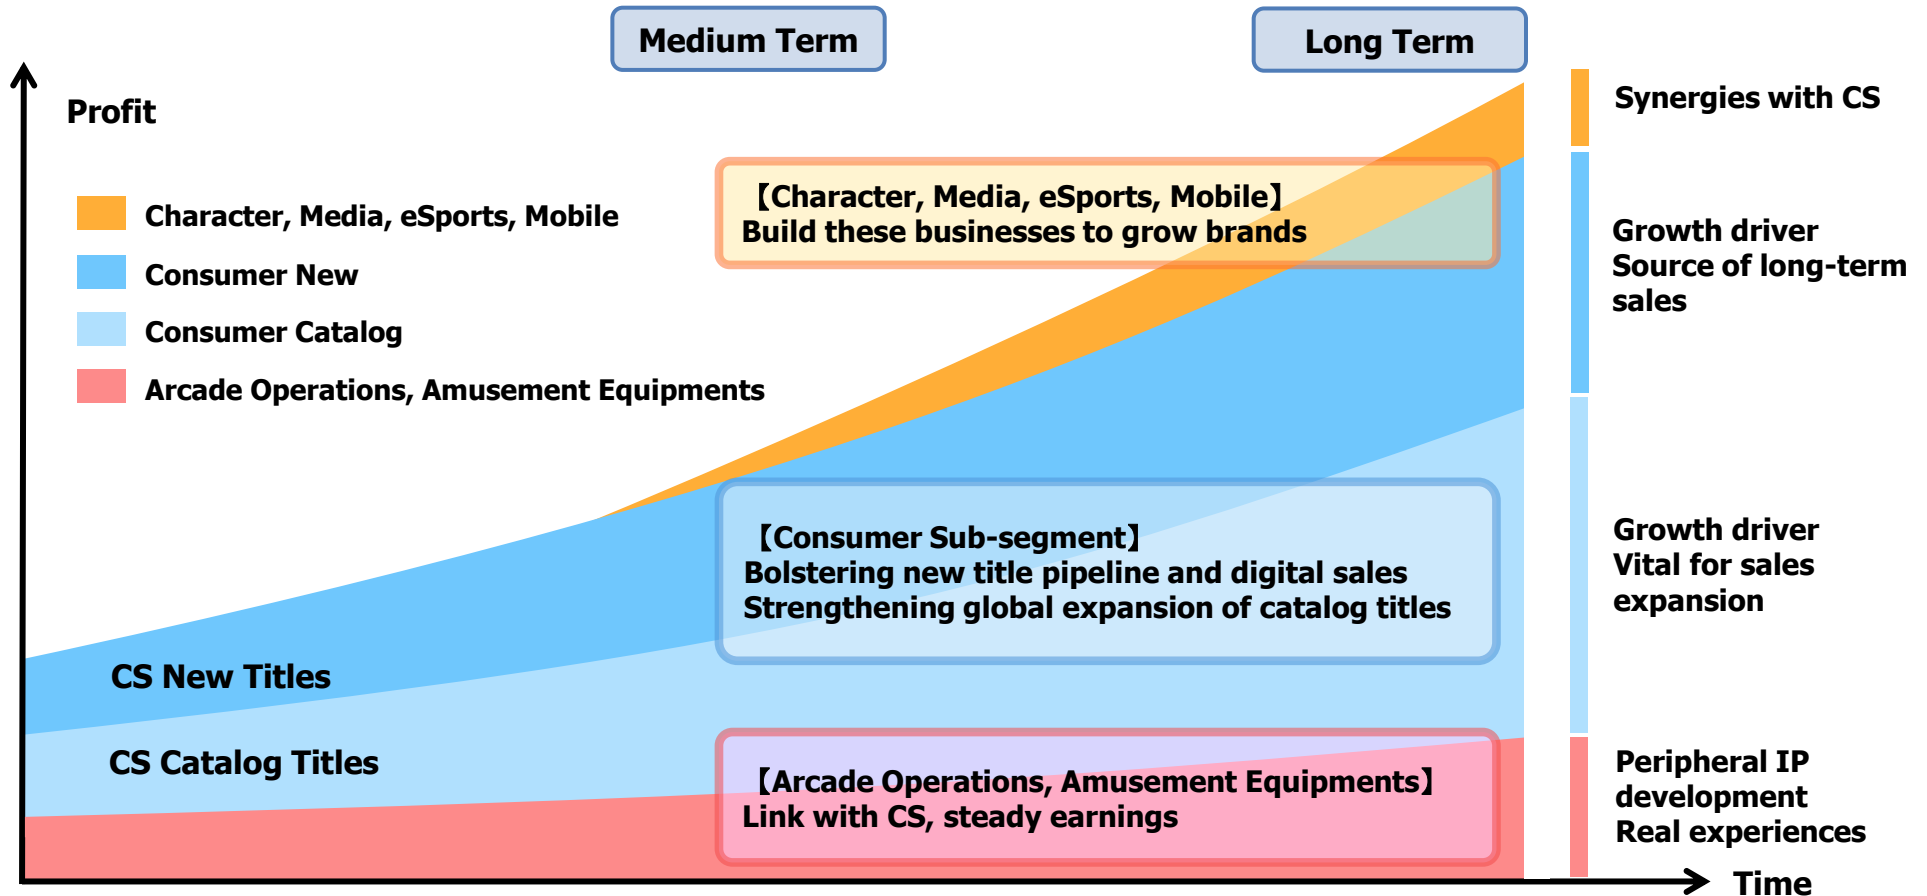 Medium Term
Long Term
Profit
Character, Media, eSports, Mobile
Consumer New
Consumer Catalog
Arcade Operations, Amusement Equipments
【Character, Media, eSports, Mobile】
Build these businesses to grow brands
【Consumer Sub-segment】
Bolstering new title pipeline and digital sales
Strengthening global expansion of catalog titles
CS New Titles
CS Catalog Titles
【Arcade Operations, Amusement Equipments】
Link with CS, steady earnings
Synergies with CS
Growth driver
Source of long-term
sales
Growth driver
Vital for sales
expansion
Peripheral IP
development
Real experiences
Time